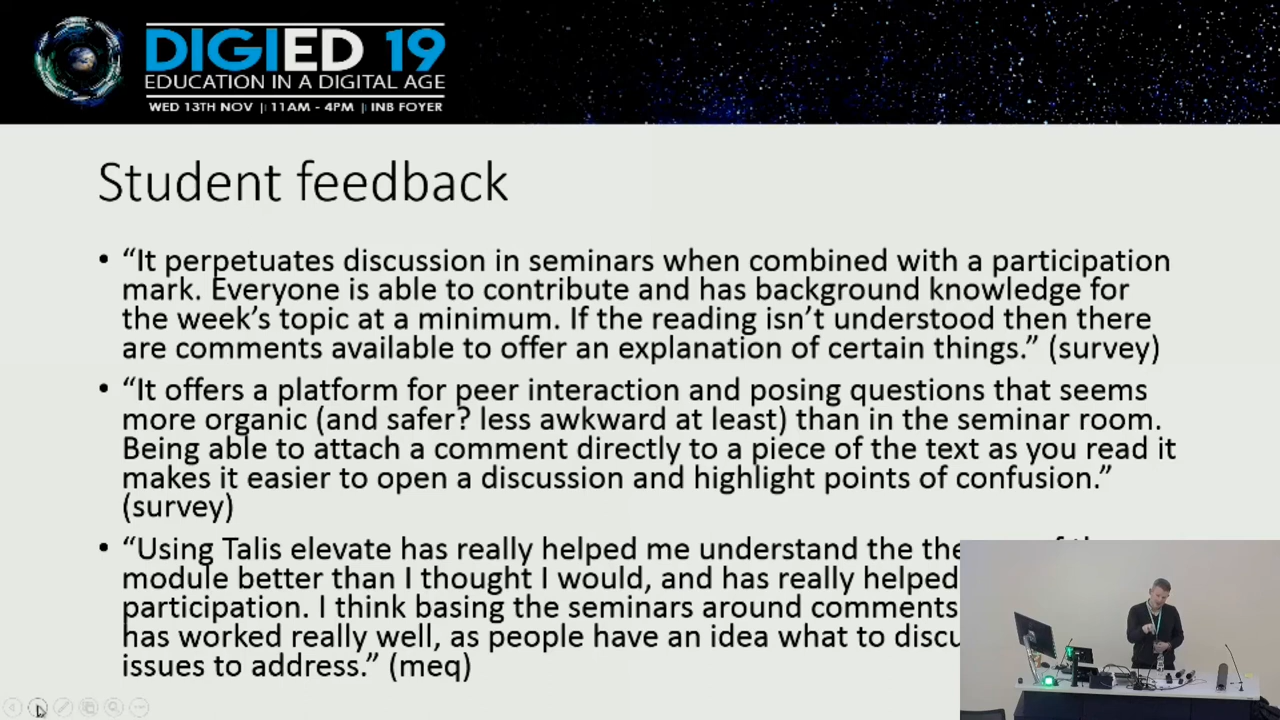 DIGIED 19
EDUCATION IN A DIGITAL AGE
WED 13TH NOV || 11AM - 4PM || INB FOYER
Student feedback
• “It perpetuates discussion in seminars when combined with a participation
mark. Everyone is able to contribute and has background knowledge for
the week’s topic at a minimum. If the reading isn’t understood then there
are comments available to offer an explanation of certain things.” (survey)
• “It offers a platform for peer interaction and posing questions that seems
more organic (and safer? less awkward at least) than in the seminar room.
Being able to attach a comment directly to a piece of the text as you read it
makes it easier to open a discussion and highlight points of confusion.”
(survey)
• “Using Talis elevate has really helped me understand the
module better than I thought I would, and has really helped
participation. I think basing the seminars around comments
has worked really well, as people have an idea what to
issues to address.” (meq)